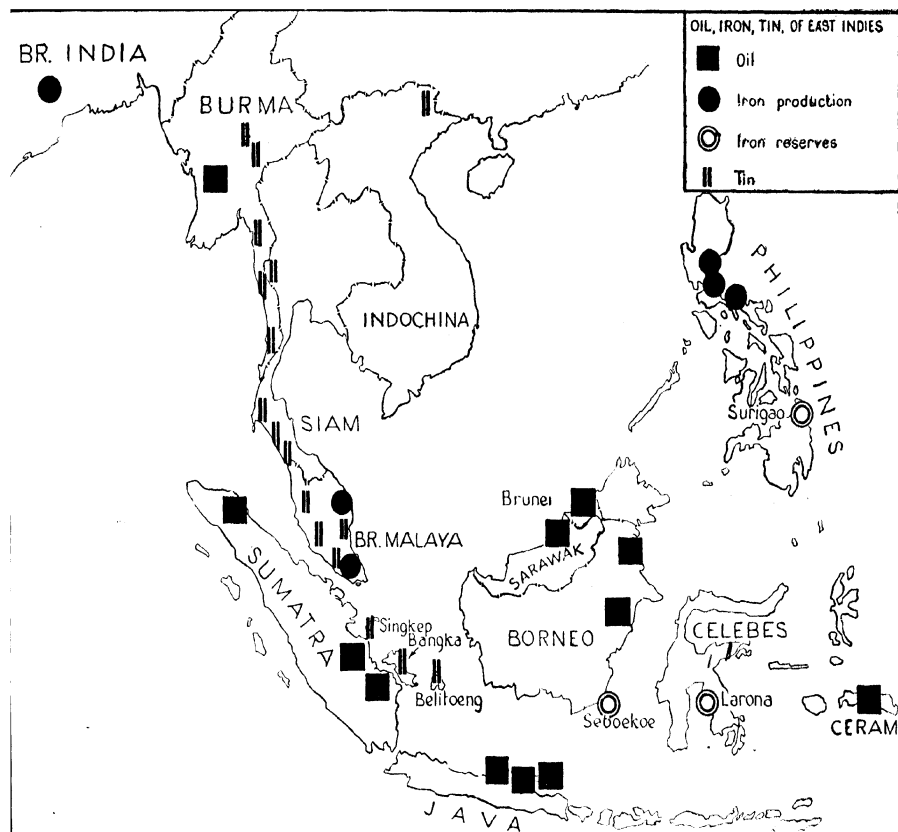 OIL, IRON, TIN, OF EAST INDIES
Oil
Iron production
Iron reserves
Tin
BR. INDIA
BURMA
INDOCHINA
PHILIPPINES
Surigao
SIAM
Brunei
BR. MALAYA
SARAWAK
SUMATRA
Singkep
Bangka
BORNEO
CELEBES
Belitoeng
Seboekoe
Larona
CERAM
JAVA